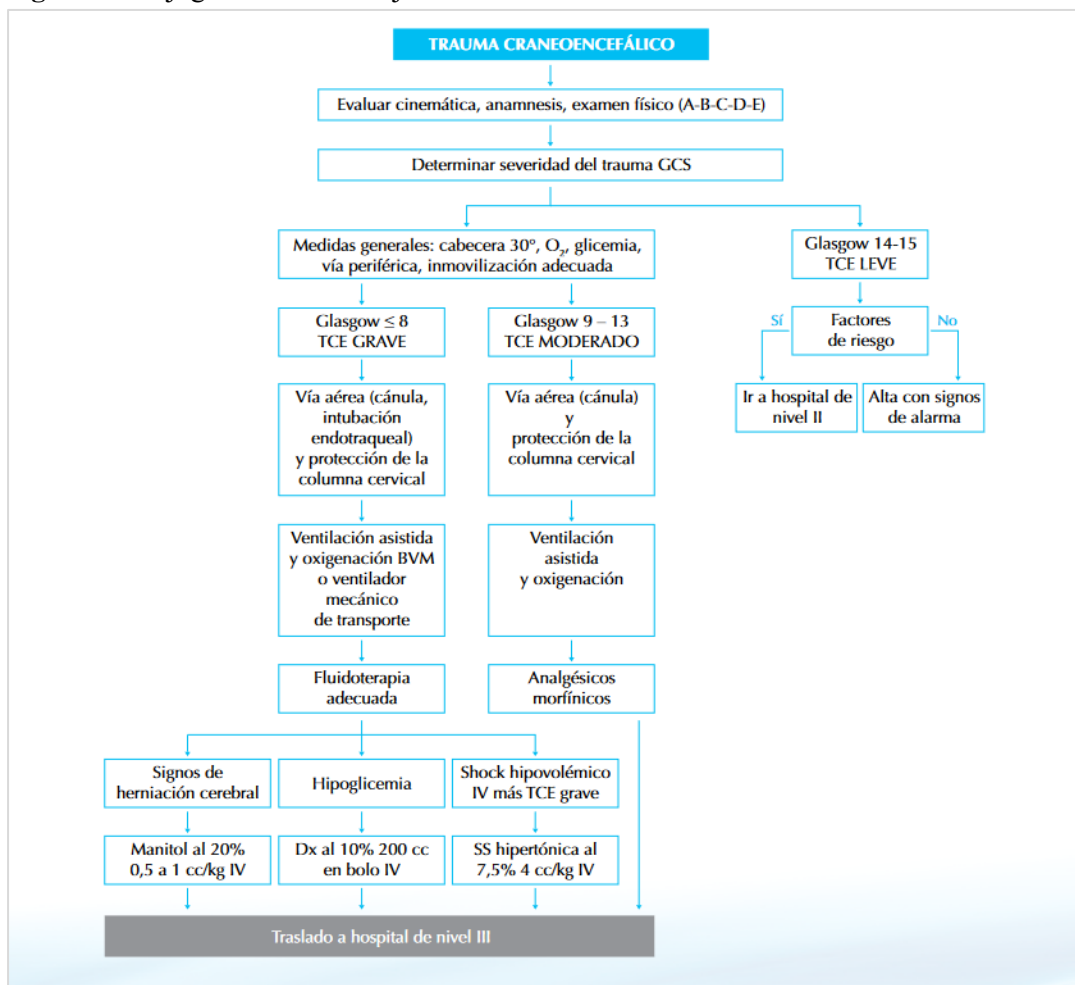 TRAUMA CRANEOENCEFÁLICO
Evaluar cinemática, anamnesis, examen físico (A-B-C-D-E)
Determinar severidad del trauma GCS
Medidas generales: cabecera 30°, O₂, glicemia,
vía periférica, inmovilización adecuada
Glasgow 14-15
TCE LEVE
Glasgow ≤ 8
TCE GRAVE
Glasgow 9 – 13
TCE MODERADO
Sí
Factores
de riesgo
No
Vía aérea (cánula,
intubación
endotraqueal)
y protección de la
columna cervical
Vía aérea (cánula)
y
protección de la
columna cervical
Ir a hospital de
nivel II
Alta con signos
de alarma
Ventilación asistida
y oxigenación BVM
o ventilador
mecánico
de transporte
Ventilación
asistida
y oxigenación
Fluidoterapia
adecuada
Analgésicos
morfínicos
Signos de
herniación cerebral
Hipoglicemia
Shock hipovolémico
IV más TCE grave
Manitol al 20%
0,5 a 1 cc/kg IV
Dx al 10% 200 cc
en bolo IV
SS hipertónica al
7,5% 4 cc/kg IV
Traslado a hospital de nivel III